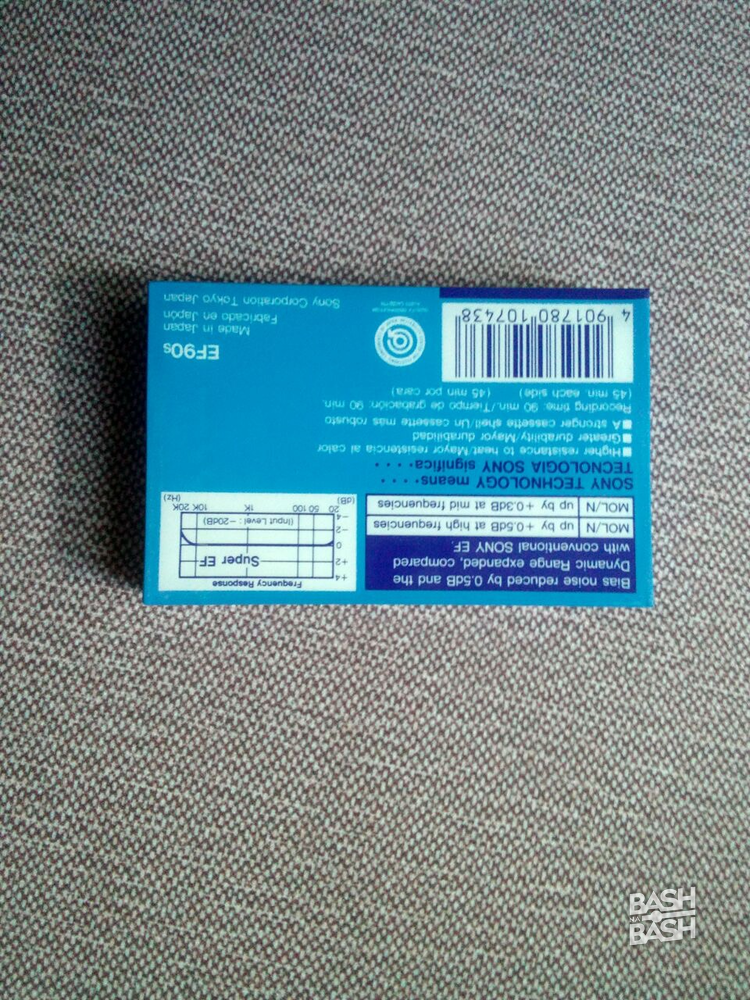 Bias noise reduced by 0.5dB and the
Dynamic Range expanded, compared
with conventional SONY EF.
MOL/N up by +0.5dB at high frequencies
MOL/N up by +0.3dB at mid frequencies
SONY TECHNOLOGY means·····
TECNOLOGIA SONY significa·····
■ Higher resistance to heat/Mayor resistencia al calor
■ Greater durability/Mayor durabilidad
■ A stronger cassette shell/Un cassette más robusto
Recording time: 90 min./Tiempo de grabación: 90 min.
(45 min. each side) (45 min por cara)
4 901780 107438
Frequency Response
+4
+2
0
-2
-4
(dB)
Super EF
(Input Level : -20dB)
20 50 100 1K 10K 20K
(Hz)
EF90s
Made in Japan
Fabricado en Japón
Sony Corporation Tokyo Japan
BASH
NA
BASH